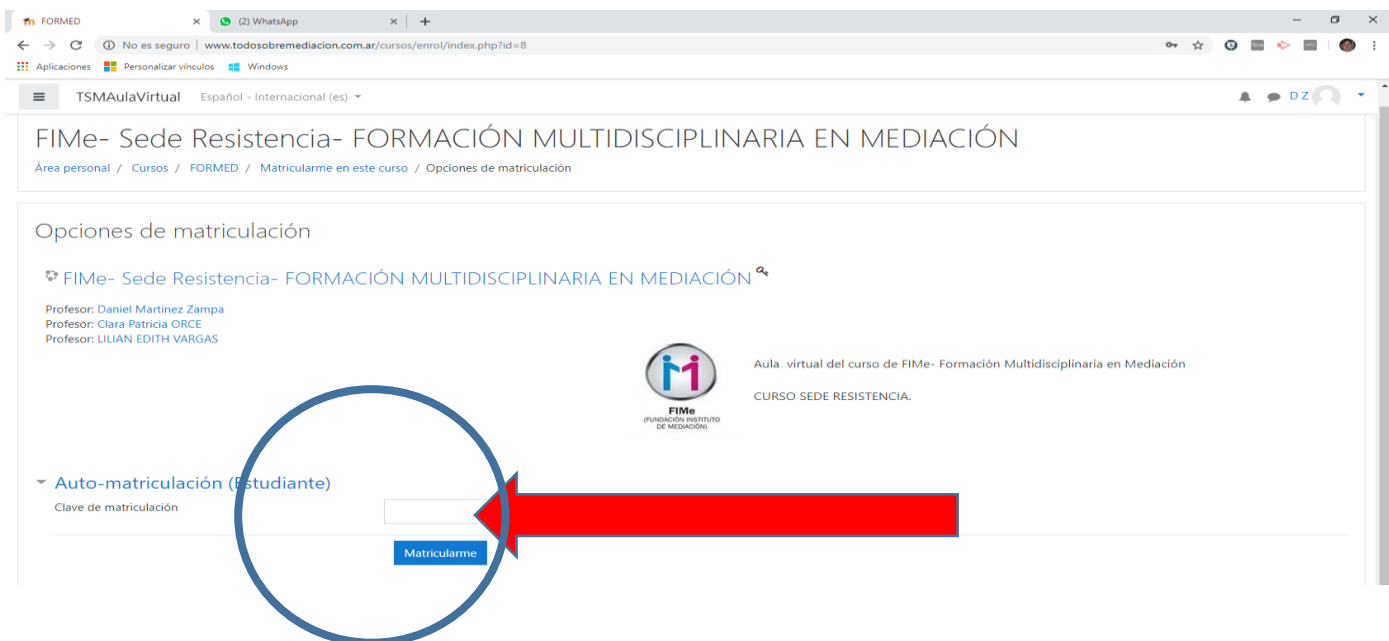 FORMED
(2) WhatsApp
No es seguro | www.todosobremediacion.com.ar/cursos/enrol/index.php?id=8
Aplicaciones Personalizar vínculos Windows
TSMAulaVirtual Español - Internacional (es) D Z
FIMe- Sede Resistencia- FORMACIÓN MULTIDISCIPLINARIA EN MEDIACIÓN
Área personal / Cursos / FORMED / Matricularme en este curso / Opciones de matriculación
Opciones de matriculación
FIMe- Sede Resistencia- FORMACIÓN MULTIDISCIPLINARIA EN MEDIACIÓN
Profesor: Daniel Martinez Zampa
Profesor: Clara Patricia ORCE
Profesor: LILIAN EDITH VARGAS
FIMe
(FUNDACIÓN INSTITUTO
DE MEDIACIÓN)
Aula virtual del curso de FIMe- Formación Multidisciplinaria en Mediación
CURSO SEDE RESISTENCIA.
Auto-matriculación (Estudiante)
Clave de matriculación
Matricularme